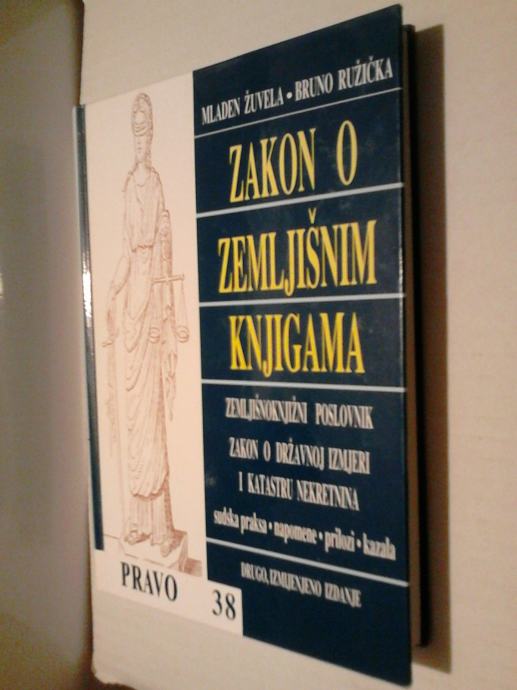 MLADEN ŽUVELA • BRUNO RUŽIČKA
ZAKON O
ZEMLJIŠNIM
KNJIGAMA
ZEMLJIŠNOKNJIŽNI POSLOVNIK
ZAKON O DRŽAVNOJ IZMJERI
I KATASTRU NEKRETNINA
sudska praksa • napomene • prilozi • kazala
DRUGO, IZMIJENJENO IZDANJE
PRAVO 38